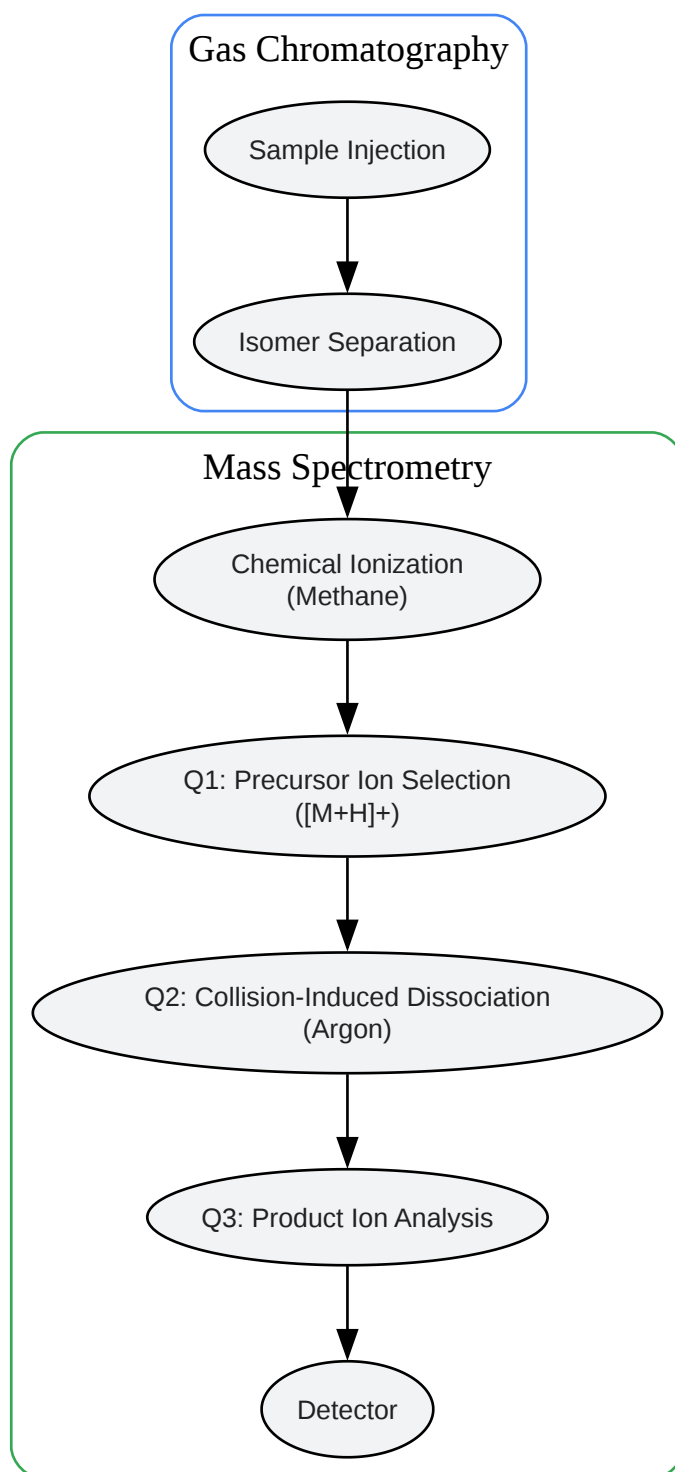 Gas Chromatography
Sample Injection
Isomer Separation
Mass Spectrometry
Chemical Ionization
(Methane)
Q1: Precursor Ion Selection
([M+H]+)
Q2: Collision-Induced Dissociation
(Argon)
Q3: Product Ion Analysis
Detector